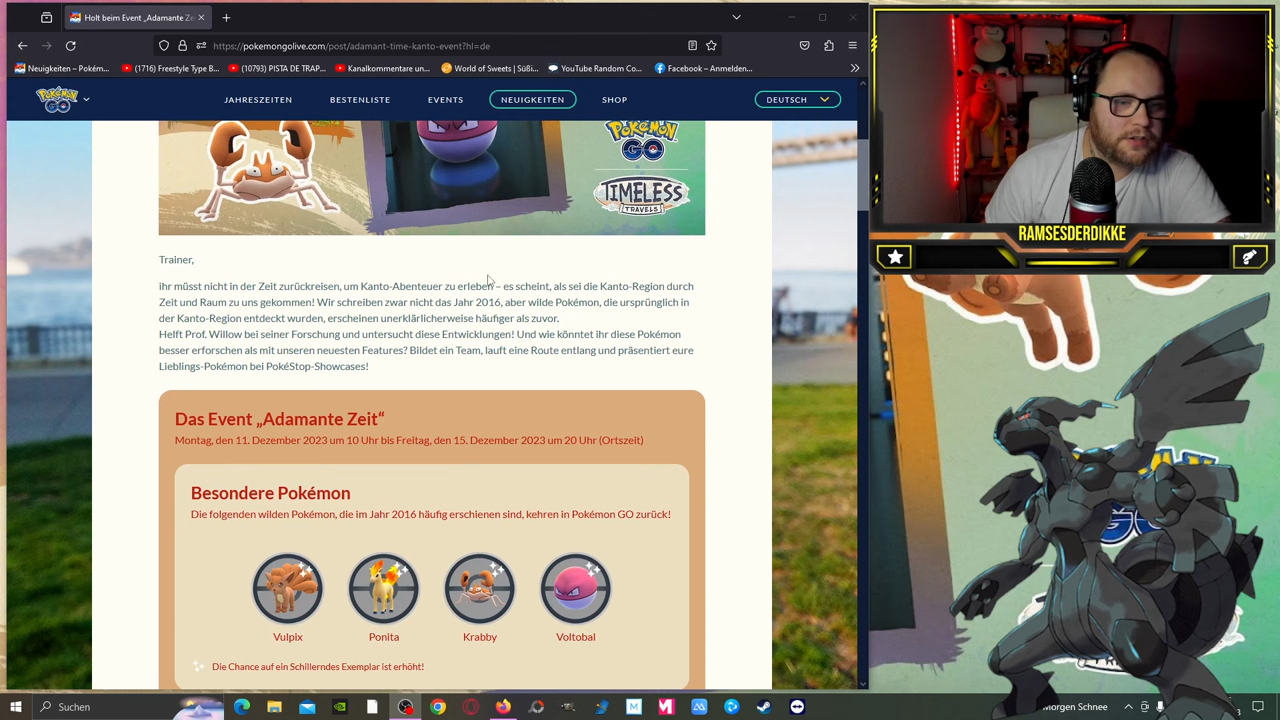 Holt beim Event „Adamante Ze
https://pokemongolive.com/post/adamant-time-kanto-event?hl=de
Neuigkeiten – Pokém...
(1716) Freestyle Type B...
(10793) PISTA DE TRAP...
Kanalkommentare un...
World of Sweets | Süßi...
YouTube Random Co...
Facebook – Anmelden...
Pokémon GO
JAHRESZEITEN
BESTENLISTE
EVENTS
NEUIGKEITEN
SHOP
DEUTSCH
Pokémon GO
TIMELESS
TRAVELS
RAMSESDERDIKKE
Trainer,
ihr müsst nicht in der Zeit zurückreisen, um Kanto-Abenteuer zu erleben – es scheint, als sei die Kanto-Region durch
Zeit und Raum zu uns gekommen! Wir schreiben zwar nicht das Jahr 2016, aber wilde Pokémon, die ursprünglich in
der Kanto-Region entdeckt wurden, erscheinen unerklärlicherweise häufiger als zuvor.
Helft Prof. Willow bei seiner Forschung und untersucht diese Entwicklungen! Und wie könntet ihr diese Pokémon
besser erforschen als mit unseren neuesten Features? Bildet ein Team, lauft eine Route entlang und präsentiert eure
Lieblings-Pokémon bei PokéStop-Showcases!
Das Event „Adamante Zeit“
Montag, den 11. Dezember 2023 um 10 Uhr bis Freitag, den 15. Dezember 2023 um 20 Uhr (Ortszeit)
Besondere Pokémon
Die folgenden wilden Pokémon, die im Jahr 2016 häufig erschienen sind, kehren in Pokémon GO zurück!
Vulpix
Ponita
Krabby
Voltobal
Die Chance auf ein Schillerndes Exemplar ist erhöht!
Suchen
Morgen Schnee